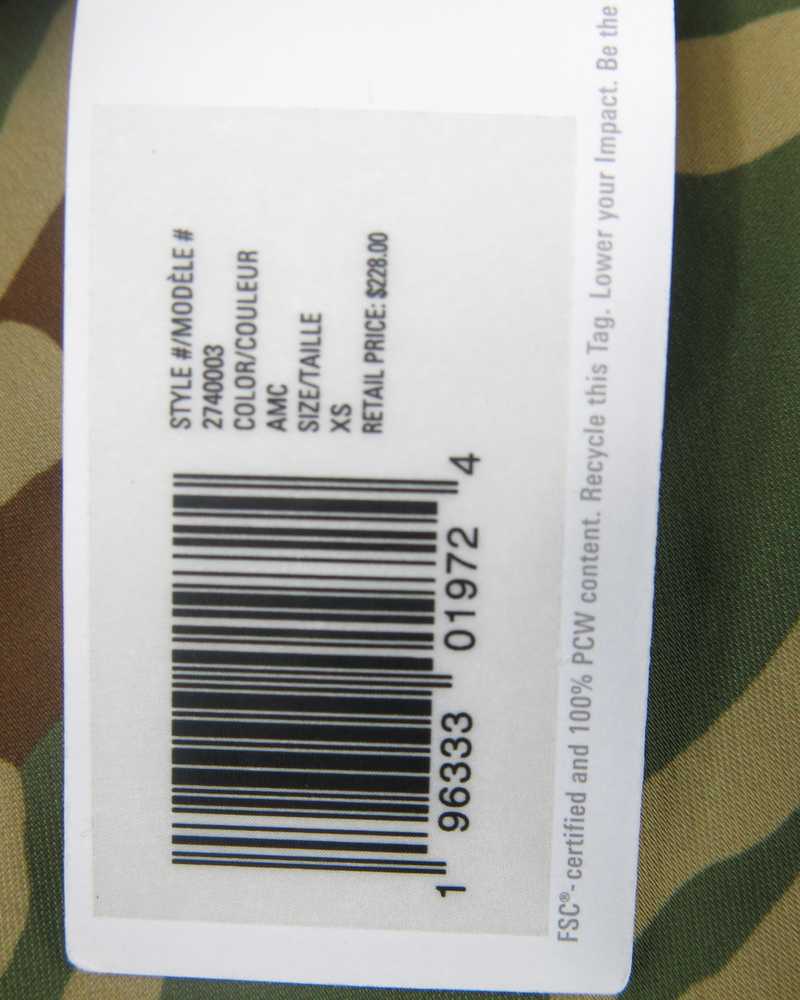 STYLE #/MODÈLE #
2740003
COLOR/COULEUR
AMC
SIZE/TAILLE
XS
RETAIL PRICE: $228.00
1 96333 01972 4
FSC®-certified and 100% PCW content. Recycle this Tag. Lower your Impact. Be the